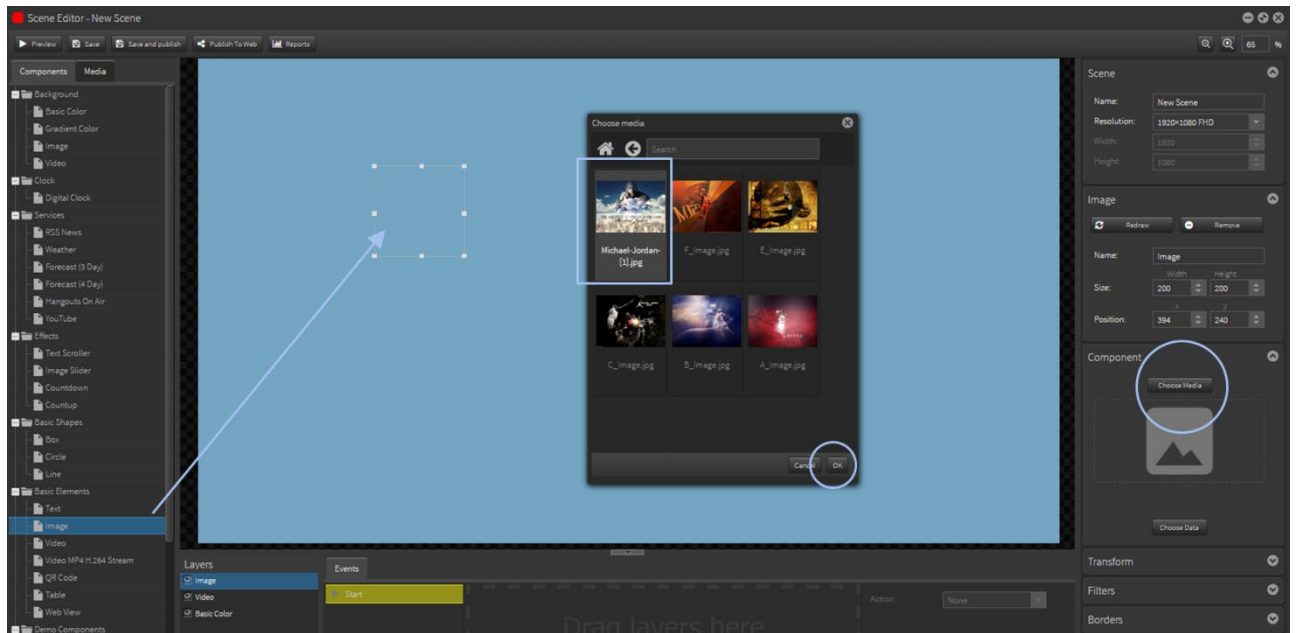 Scene Editor - New Scene
Preview Save Save and publish Publish To Web Reports 65 %
Components Media
Background
Basic Color
Gradient Color
Image
Video
Clock
Digital Clock
Services
RSS News
Weather
Forecast (3 Day)
Forecast (4 Day)
Hangouts On Air
YouTube
Effects
Text Scroller
Image Slider
Countdown
Countup
Basic Shapes
Box
Circle
Line
Basic Elements
Text
Image
Video
Video MP4 H.264 Stream
QR Code
Table
Web View
Demo Components
Choose media
Search
Michael-Jordan-[1].jpg
F_Image.jpg
E_Image.jpg
C_Image.jpg
B_Image.jpg
A_Image.jpg
Cancel OK
Layers
Image
Video
Basic Color
Events
Start
Drag layers here
Action: None
Scene
Name: New Scene
Resolution: 1920×1080 FHD
Width: 1920
Height: 1080
Image
Redraw Remove
Name: Image
Width Height
Size: 200 200
x y
Position: 394 240
Component
Choose Media
Choose Data
Transform
Filters
Borders